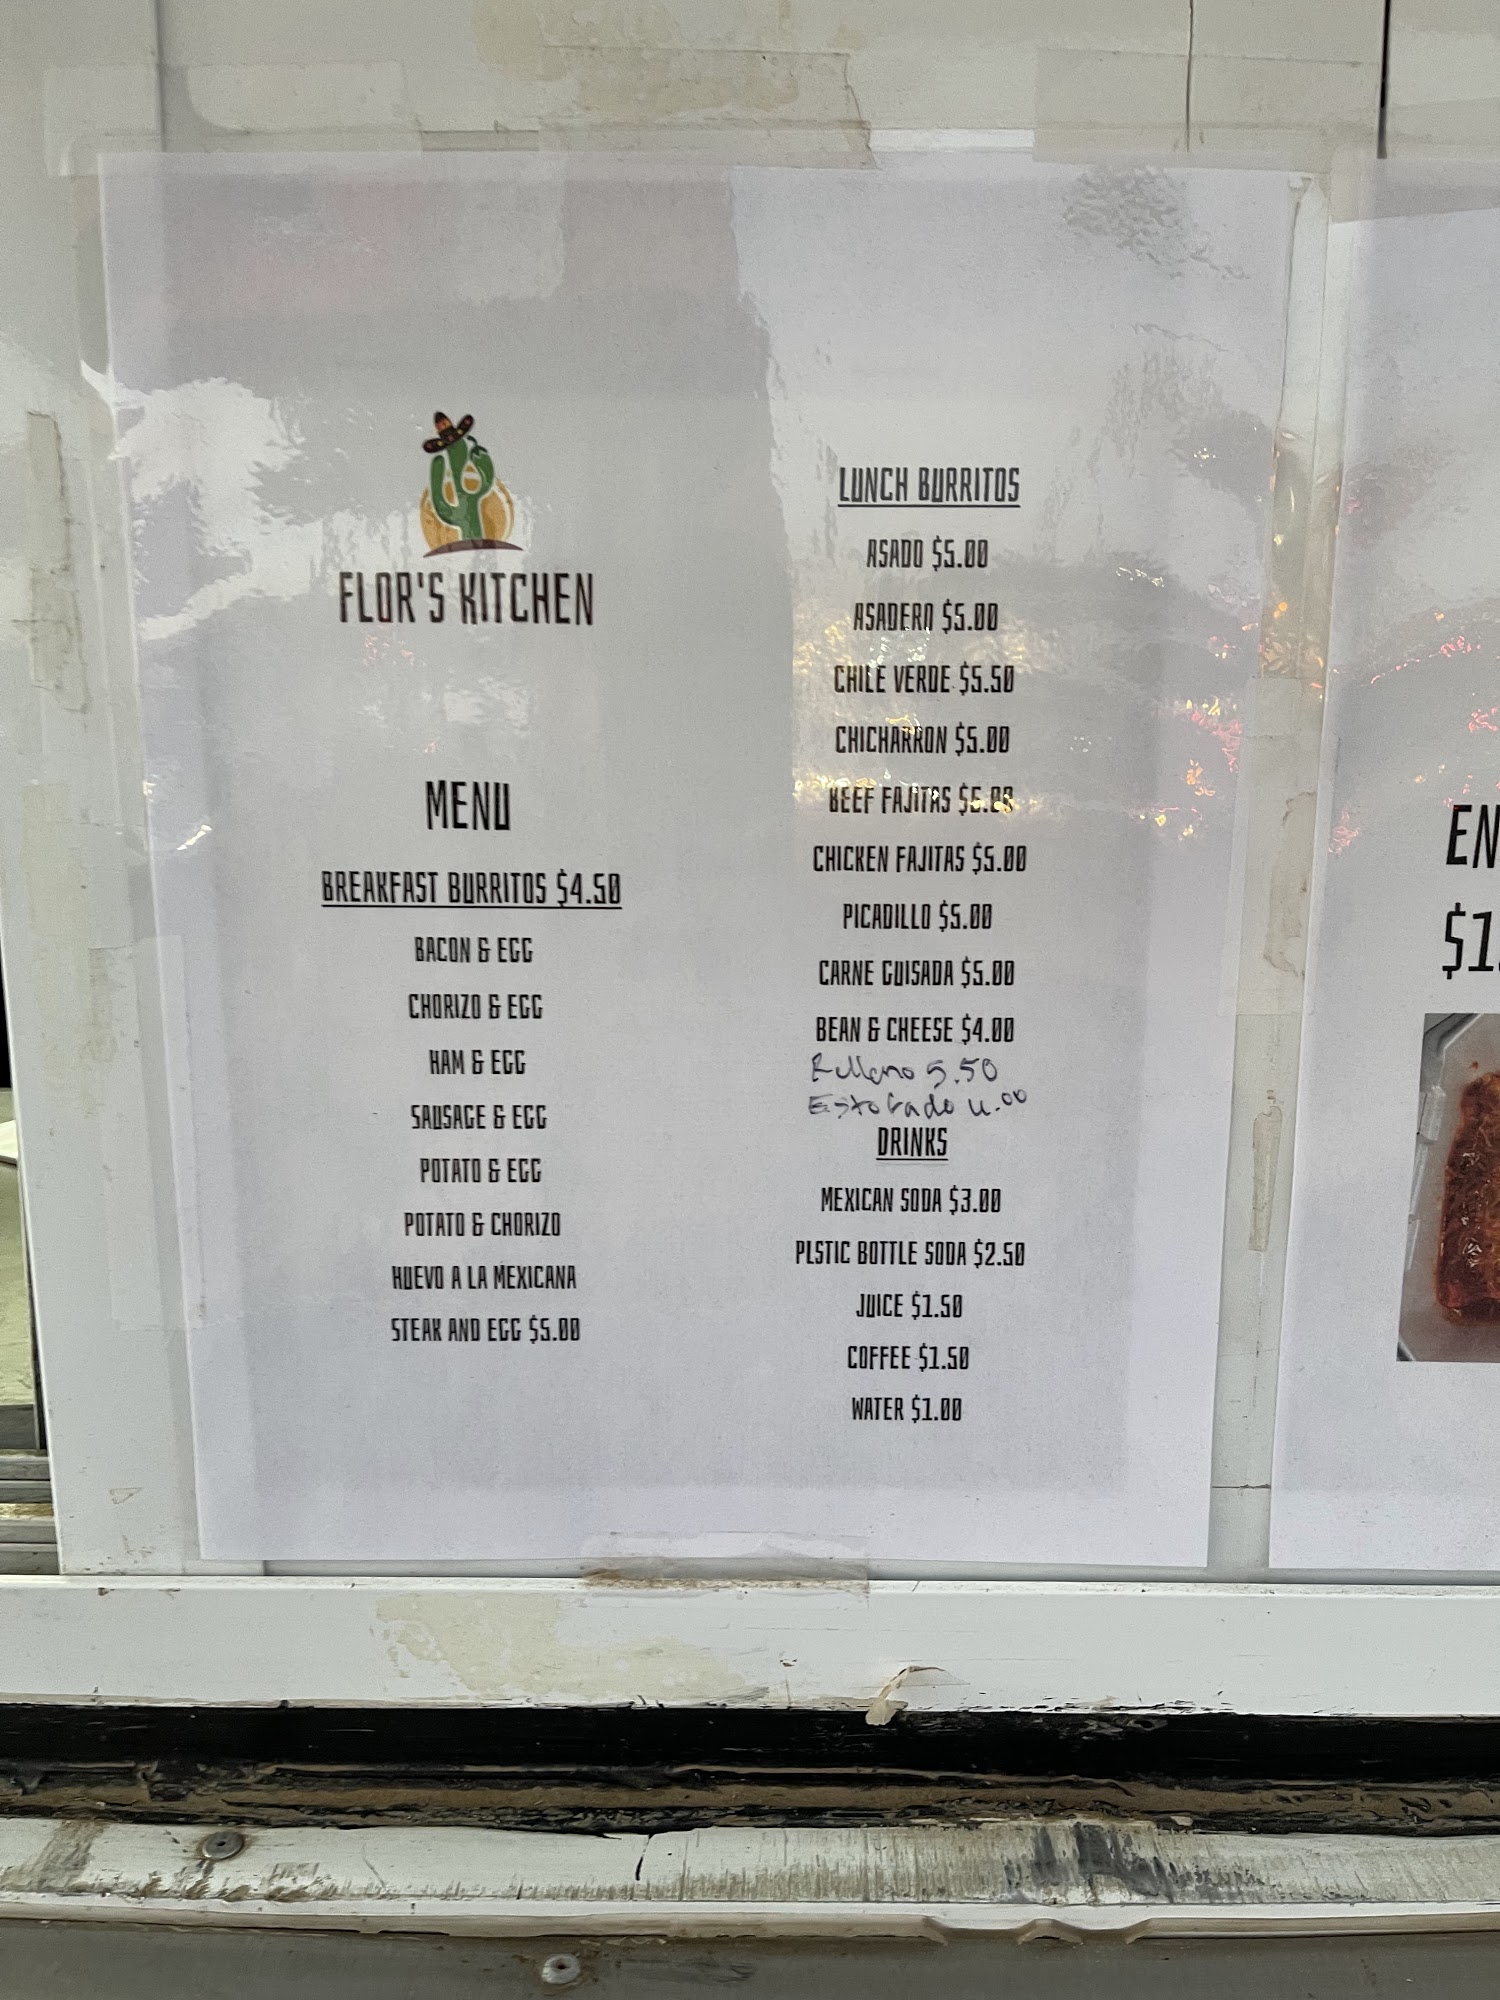 FLOR'S KITCHEN
MENU
BREAKFAST BURRITOS $4.50
BACON & EGG
CHORIZO & EGG
HAM & EGG
SAUSAGE & EGG
POTATO & EGG
POTATO & CHORIZO
HUEVO A LA MEXICANA
STEAK AND EGG $5.00
LUNCH BURRITOS
ASADO $5.00
ASADERO $5.00
CHILE VERDE $5.50
CHICHARRON $5.00
BEEF FAJITAS
CHICKEN FAJITAS $5.00
PICADILLO $5.00
CARNE GUISADA $5.00
BEAN & CHEESE $4.00
Relleno 5.50
Estofado 4.00
DRINKS
MEXICAN SODA $3.00
PLSTIC BOTTLE SODA $2.50
JUICE $1.50
COFFEE $1.50
WATER $1.00
EN